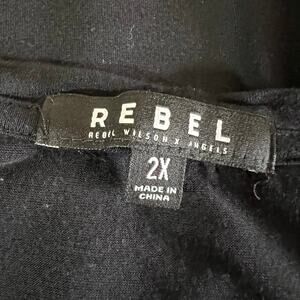 REBEL
REBEL WILSON X ANGELS
2X
MADE IN
CHINA